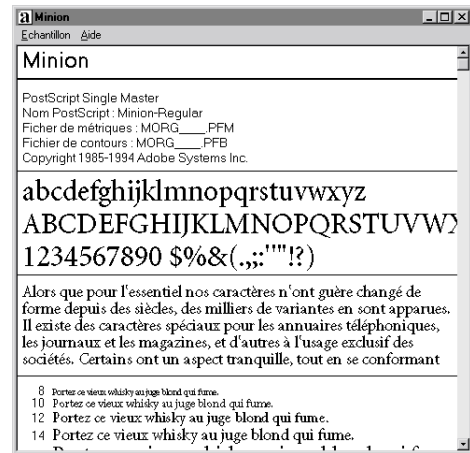 Minion
Echantillon Aide
Minion
PostScript Single Master
Nom PostScript : Minion-Regular
Ficher de métriques : MORG____.PFM
Fichier de contours : MORG____.PFB
Copyright 1985-1994 Adobe Systems Inc.
abcdefghijklmnopqrstuvwxyz
ABCDEFGHIJKLMNOPQRSTUVWX
1234567890 $%&(.,;:'""!?)
Alors que pour l'essentiel nos caractères n'ont guère changé de
forme depuis des siècles, des milliers de variantes en sont apparues.
Il existe des caractères spéciaux pour les annuaires téléphoniques,
les journaux et les magazines, et d'autres à l'usage exclusif des
sociétés. Certains ont un aspect tranquille, tout en se conformant
8 Portez ce vieux whisky au juge blond qui fume.
10 Portez ce vieux whisky au juge blond qui fume.
12 Portez ce vieux whisky au juge blond qui fume.
14 Portez ce vieux whisky au juge blond qui fume.